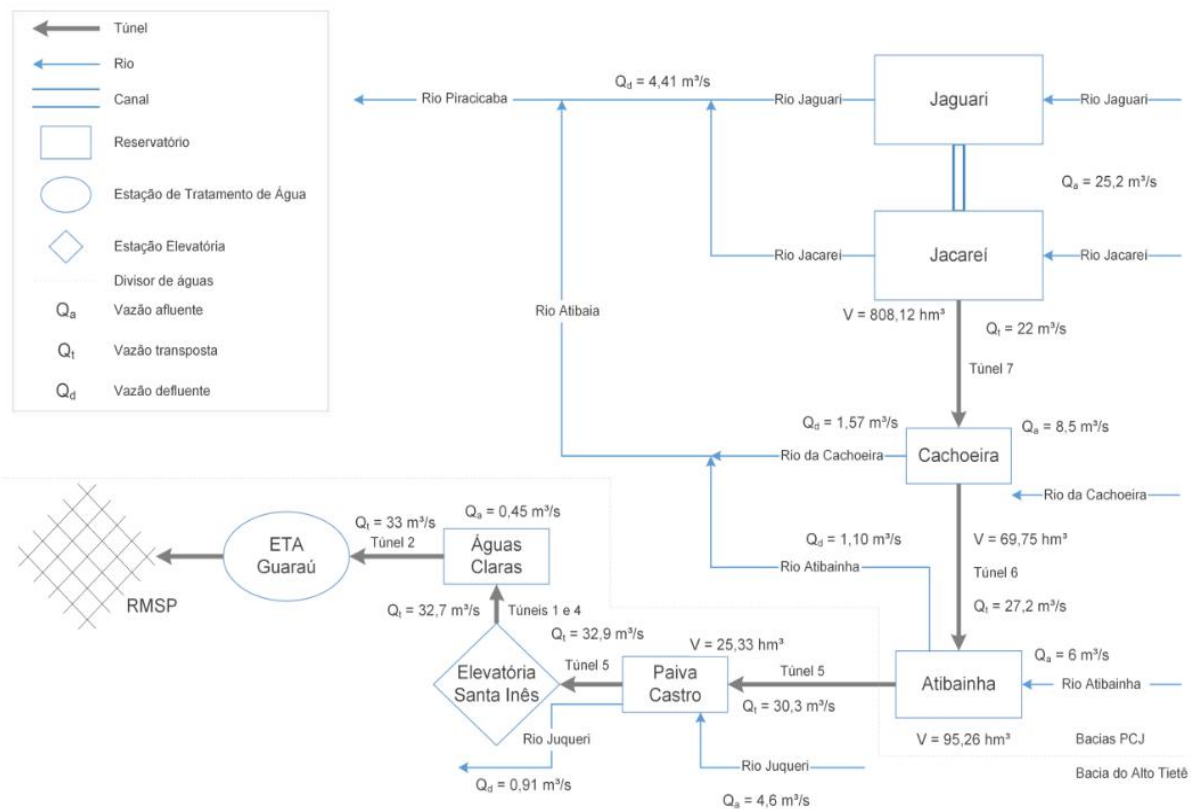 Túnel
Rio
Canal
Reservatório
Estação de Tratamento de Água
Estação Elevatória
Divisor de águas
Qa Vazão afluente
Qt Vazão transposta
Qd Vazão defluente
Qd = 4,41 m³/s
Rio Piracicaba
Rio Jaguari
Jaguari
Rio Jaguari
Qa = 25,2 m³/s
Rio Jacareí
Jacareí
Rio Jacareí
Rio Atibaia
V = 808,12 hm³
Qt = 22 m³/s
Túnel 7
Qd = 1,57 m³/s
Qa = 8,5 m³/s
Rio da Cachoeira
Cachoeira
Rio da Cachoeira
V = 69,75 hm³
Túnel 6
Qt = 27,2 m³/s
Qd = 1,10 m³/s
Rio Atibainha
Qa = 6 m³/s
Atibainha
Rio Atibainha
V = 95,26 hm³
Bacias PCJ
Bacia do Alto Tietê
RMSP
ETA
Guaraú
Qt = 33 m³/s
Túnel 2
Qa = 0,45 m³/s
Águas
Claras
Qt = 32,7 m³/s
Túneis 1 e 4
Qt = 32,9 m³/s
Elevatória
Santa Inês
Túnel 5
V = 25,33 hm³
Paiva
Castro
Túnel 5
Qt = 30,3 m³/s
Rio Juqueri
Qd = 0,91 m³/s
Rio Juqueri
Qa = 4,6 m³/s